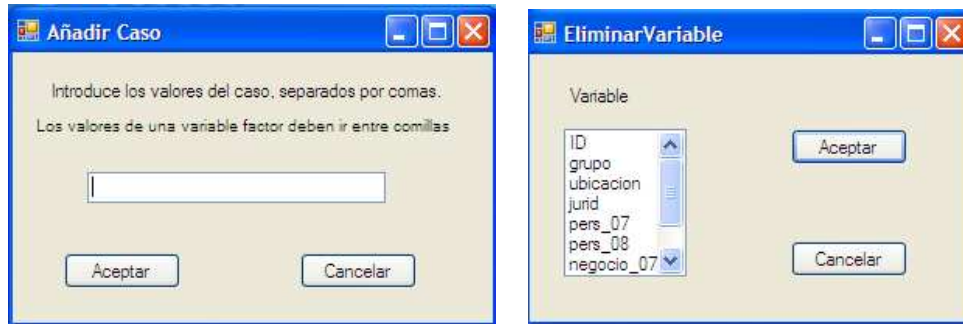 Añadir Caso
Introduce los valores del caso, separados por comas.
Los valores de una variable factor deben ir entre comillas
Aceptar
Cancelar
EliminarVariable
Variable
ID
grupo
ubicacion
jurid
pers_07
pers_08
negocio_07
Aceptar
Cancelar